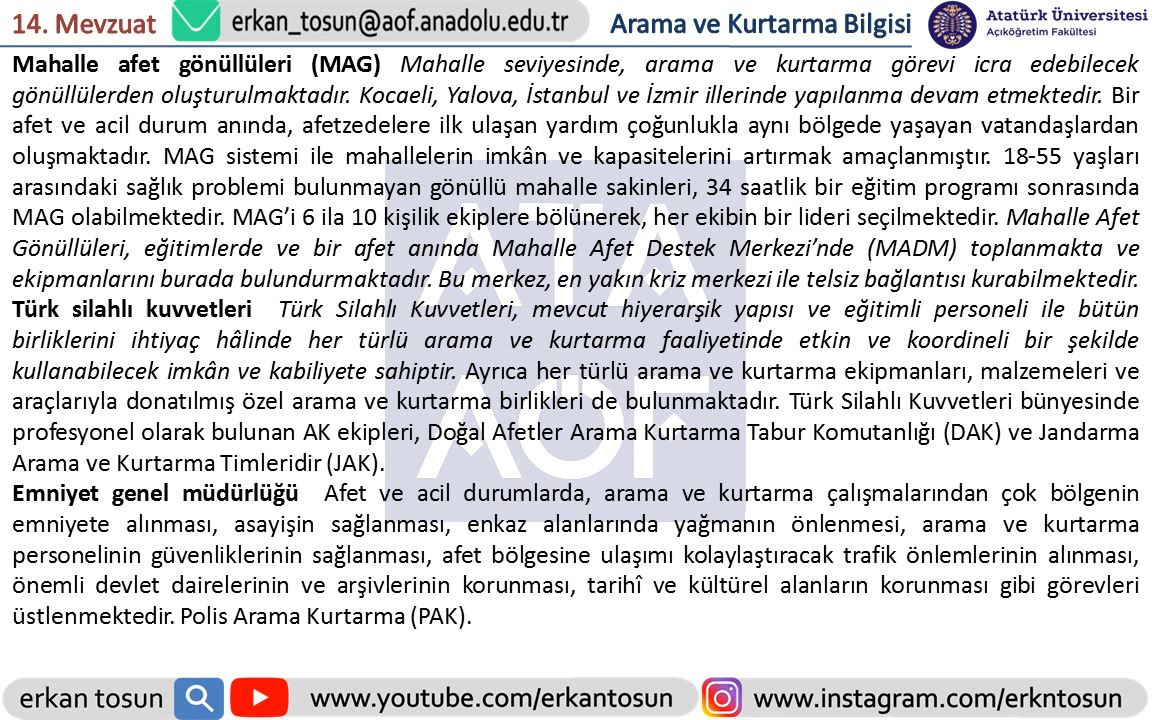 14. Mevzuat
erkan_tosun@aof.anadolu.edu.tr
Arama ve Kurtarma Bilgisi
Atatürk Üniversitesi
Açıköğretim Fakültesi
Mahalle afet gönüllüleri (MAG) Mahalle seviyesinde, arama ve kurtarma görevi icra edebilecek
gönüllülerden oluşturulmaktadır. Kocaeli, Yalova, İstanbul ve İzmir illerinde yapılanma devam etmektedir. Bir
afet ve acil durum anında, afetzedelere ilk ulaşan yardım çoğunlukla aynı bölgede yaşayan vatandaşlardan
oluşmaktadır. MAG sistemi ile mahallelerin imkân ve kapasitelerini artırmak amaçlanmıştır. 18-55 yaşları
arasındaki sağlık problemi bulunmayan gönüllü mahalle sakinleri, 34 saatlik bir eğitim programı sonrasında
MAG olabilmektedir. MAG’i 6 ila 10 kişilik ekiplere bölünerek, her ekibin bir lideri seçilmektedir. Mahalle Afet
Gönüllüleri, eğitimlerde ve bir afet anında Mahalle Afet Destek Merkezi’nde (MADM) toplanmakta ve
ekipmanlarını burada bulundurmaktadır. Bu merkez, en yakın kriz merkezi ile telsiz bağlantısı kurabilmektedir.
Türk silahlı kuvvetleri Türk Silahlı Kuvvetleri, mevcut hiyerarşik yapısı ve eğitimli personeli ile bütün
birliklerini ihtiyaç hâlinde her türlü arama ve kurtarma faaliyetinde etkin ve koordineli bir şekilde
kullanabilecek imkân ve kabiliyete sahiptir. Ayrıca her türlü arama ve kurtarma ekipmanları, malzemeleri ve
araçlarıyla donatılmış özel arama ve kurtarma birlikleri de bulunmaktadır. Türk Silahlı Kuvvetleri bünyesinde
profesyonel olarak bulunan AK ekipleri, Doğal Afetler Arama Kurtarma Tabur Komutanlığı (DAK) ve Jandarma
Arama ve Kurtarma Timleridir (JAK).
Emniyet genel müdürlüğü Afet ve acil durumlarda, arama ve kurtarma çalışmalarından çok bölgenin
emniyete alınması, asayişin sağlanması, enkaz alanlarında yağmanın önlenmesi, arama ve kurtarma
personelinin güvenliklerinin sağlanması, afet bölgesine ulaşımı kolaylaştıracak trafik önlemlerinin alınması,
önemli devlet dairelerinin ve arşivlerinin korunması, tarihî ve kültürel alanların korunması gibi görevleri
üstlenmektedir. Polis Arama Kurtarma (PAK).
ATA
AÖF
erkan tosun
www.youtube.com/erkantosun
www.instagram.com/erkntosun